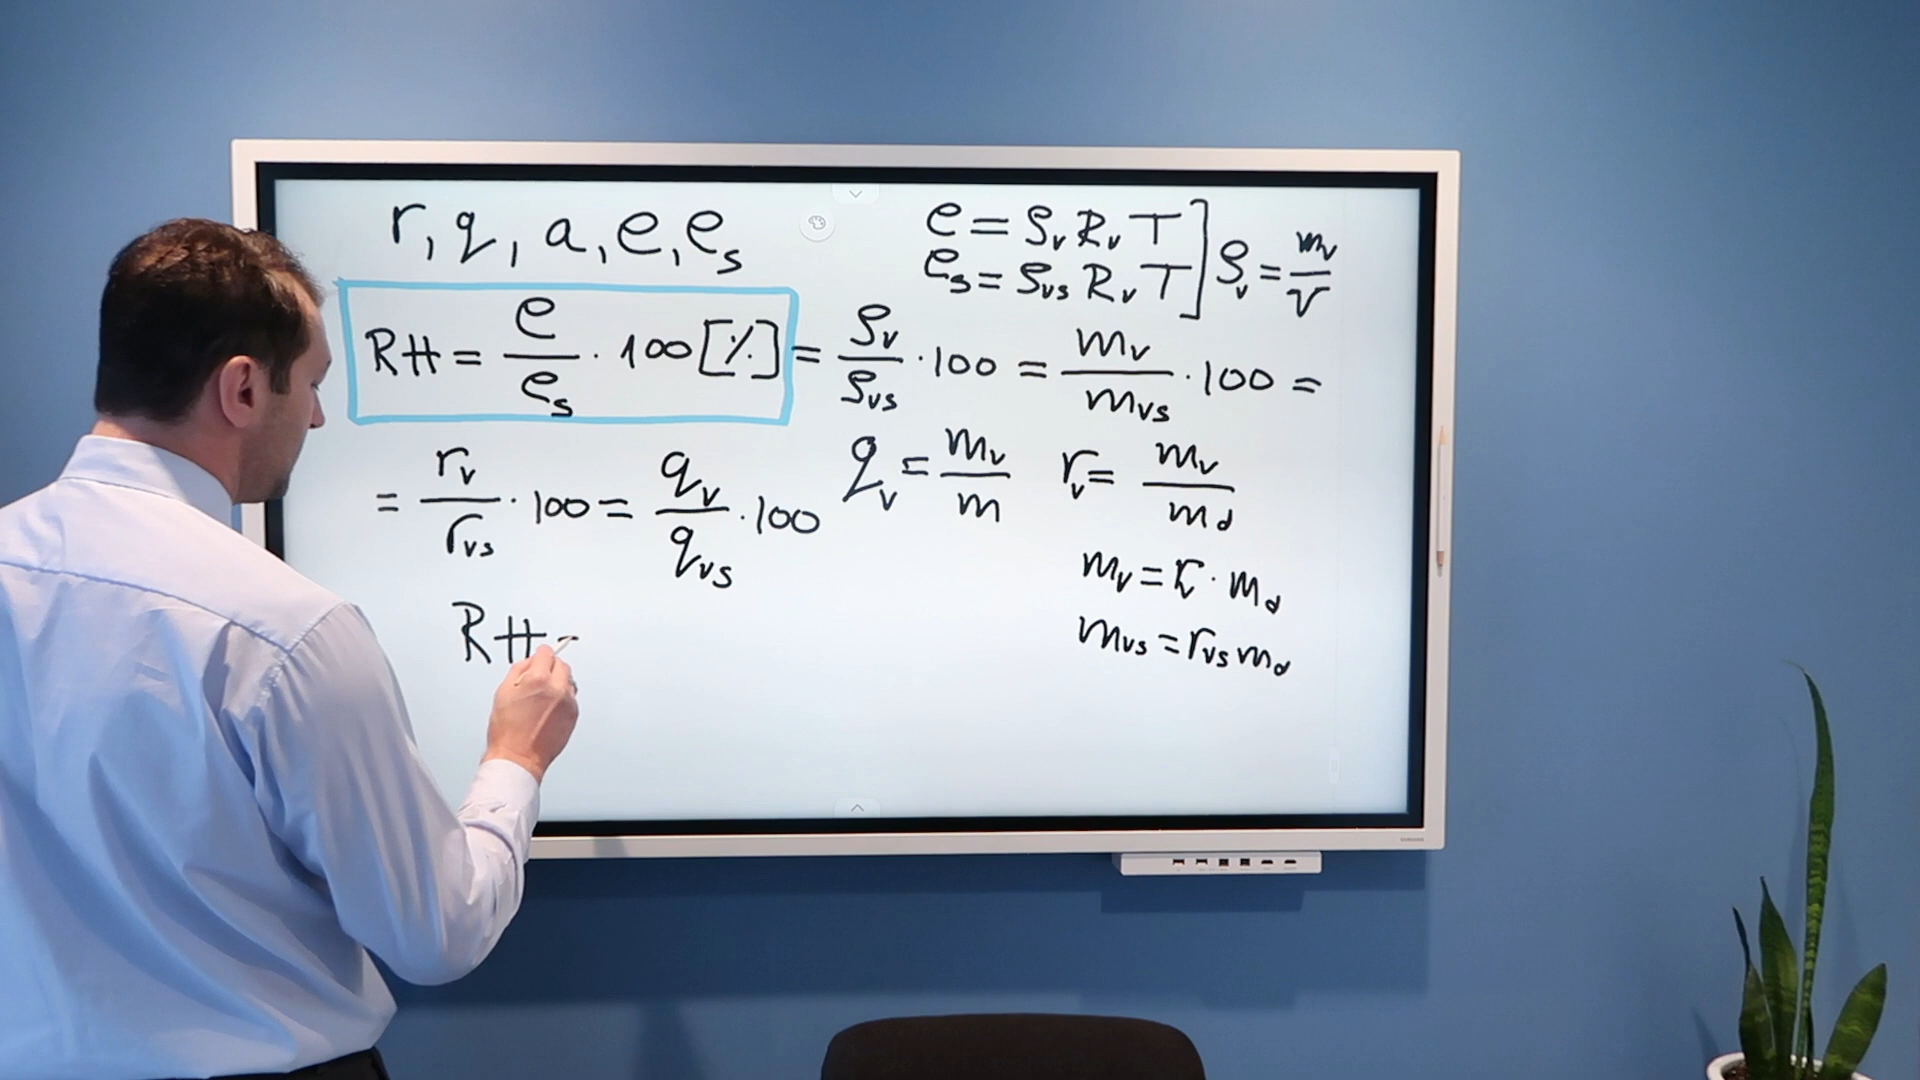 r, q, a, e, e_s
e = ρ_v R_v T ] ρ_v = m_v / V
e_s = ρ_vs R_v T ]
RH = e / e_s · 100 [%] = ρ_v / ρ_vs · 100 = m_v / m_vs · 100 =
= r_v / r_vs · 100 = q_v / q_vs · 100
q_v = m_v / m
r_v = m_v / m_d
m_v = r_v · m_d
m_vs = r_vs m_d
RH =
SAMSUNG